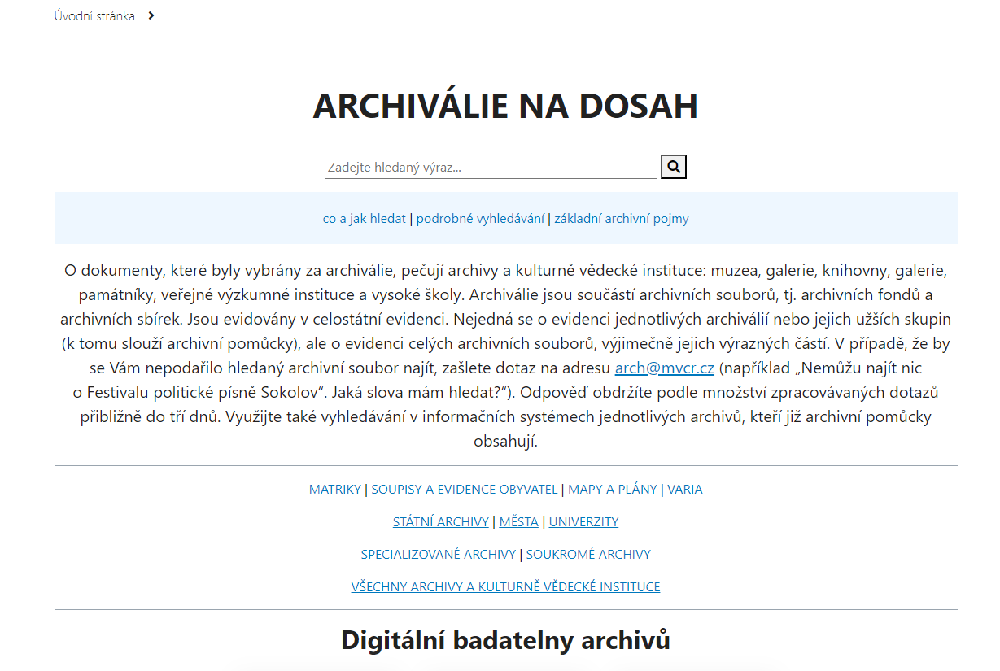 Úvodní stránka
ARCHIVÁLIE NA DOSAH
Zadejte hledaný výraz...
co a jak hledat | podrobné vyhledávání | základní archivní pojmy
O dokumenty, které byly vybrány za archiválie, pečují archivy a kulturně vědecké instituce: muzea, galerie, knihovny, galerie,
památníky, veřejné výzkumné instituce a vysoké školy. Archiválie jsou součástí archivních souborů, tj. archivních fondů a
archivních sbírek. Jsou evidovány v celostátní evidenci. Nejedná se o evidenci jednotlivých archiválií nebo jejich užších skupin
(k tomu slouží archivní pomůcky), ale o evidenci celých archivních souborů, výjimečně jejich výrazných částí. V případě, že by
se Vám nepodařilo hledaný archivní soubor najít, zašlete dotaz na adresu arch@mvcr.cz (například „Nemůžu najít nic
o Festivalu politické písně Sokolov“. Jaká slova mám hledat?“). Odpověď obdržíte podle množství zpracovávaných dotazů
přibližně do tří dnů. Využijte také vyhledávání v informačních systémech jednotlivých archivů, kteří již archivní pomůcky
obsahují.
MATRIKY | SOUPISY A EVIDENCE OBYVATEL | MAPY A PLÁNY | VARIA
STÁTNÍ ARCHIVY | MĚSTA | UNIVERZITY
SPECIALIZOVANÉ ARCHIVY | SOUKROMÉ ARCHIVY
VŠECHNY ARCHIVY A KULTURNĚ VĚDECKÉ INSTITUCE
Digitální badatelny archivů